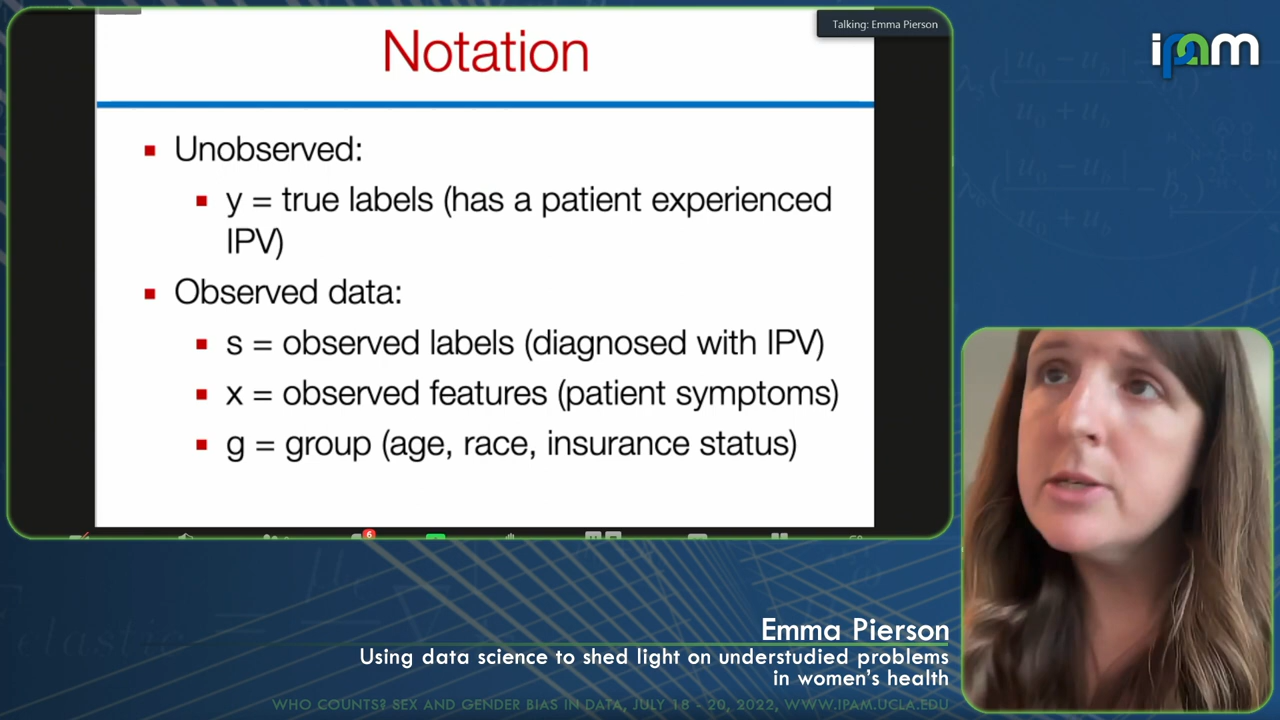 Talking: Emma Pierson
ipam
Notation
Unobserved:
y = true labels (has a patient experienced
IPV)
Observed data:
s = observed labels (diagnosed with IPV)
x = observed features (patient symptoms)
g = group (age, race, insurance status)
6
Emma Pierson
Using data science to shed light on understudied problems
in women's health
WHO COUNTS? SEX AND GENDER BIAS IN DATA, JULY 18 - 20, 2022, WWW.IPAM.UCLA.EDU
elastic